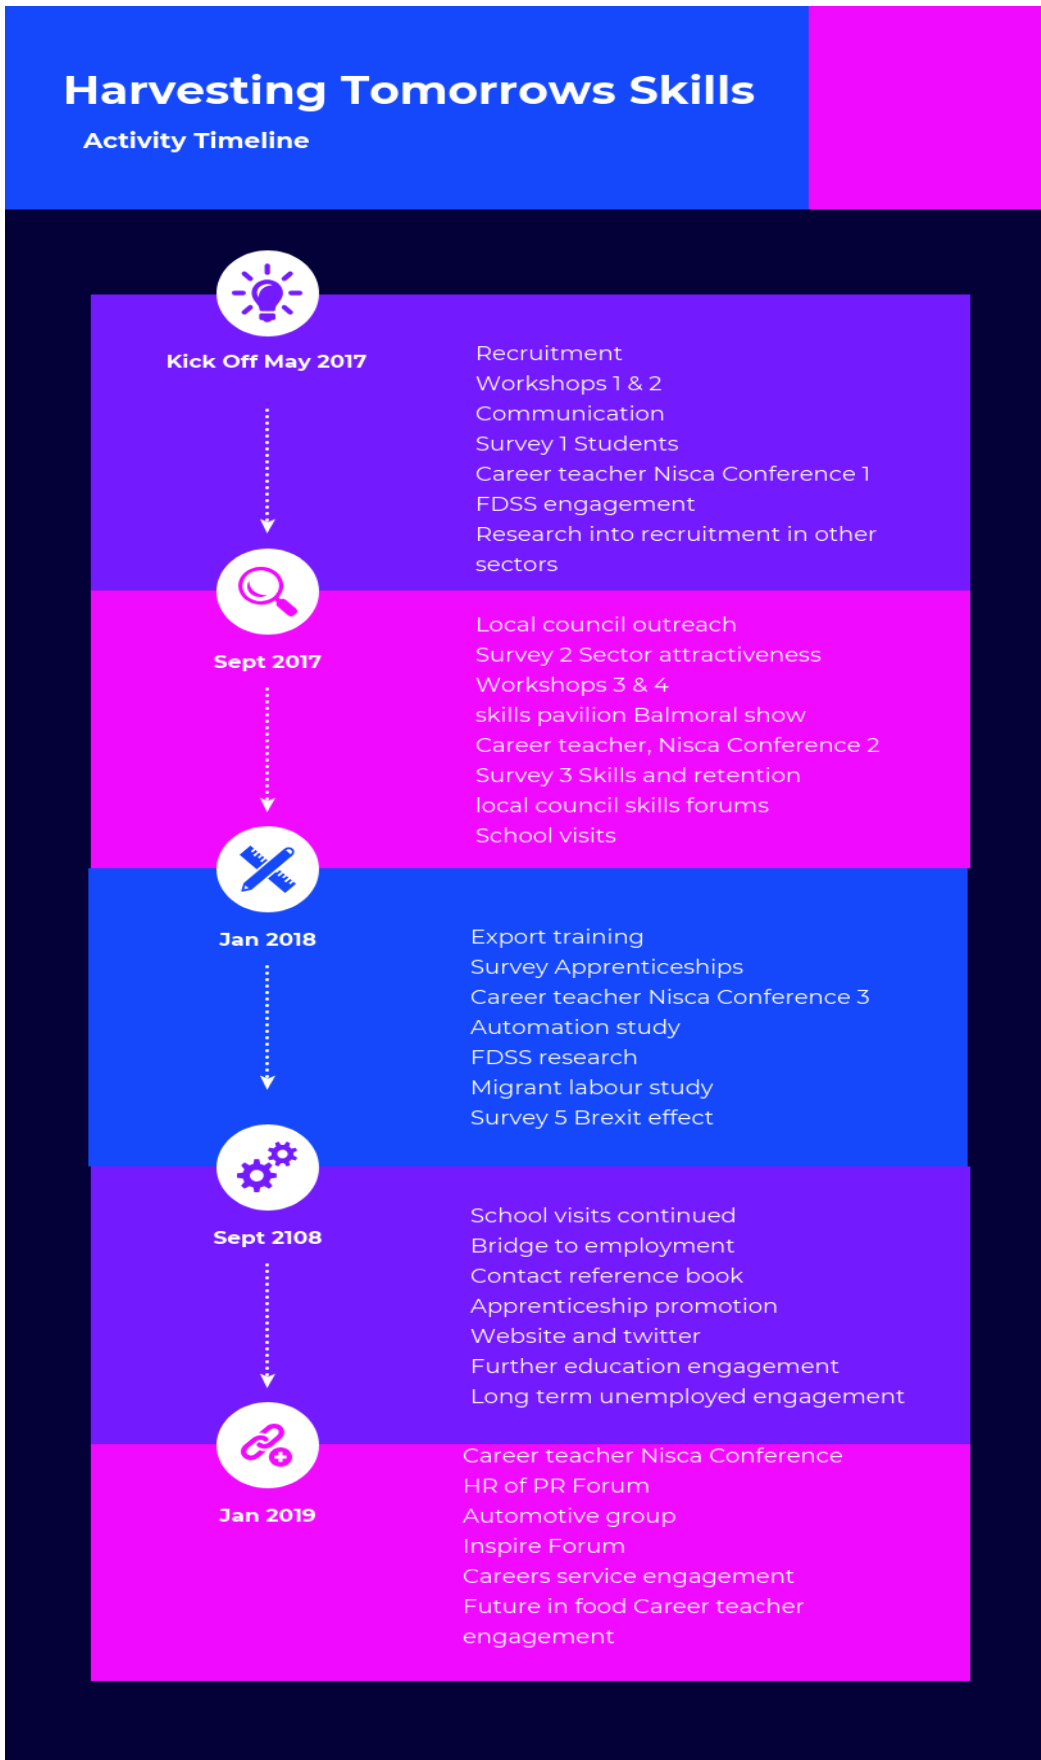 Harvesting Tomorrows Skills
Activity Timeline
Kick Off May 2017
Recruitment
Workshops 1 & 2
Communication
Survey 1 Students
Career teacher Nisca Conference 1
FDSS engagement
Research into recruitment in other
sectors
Sept 2017
Local council outreach
Survey 2 Sector attractiveness
Workshops 3 & 4
skills pavilion Balmoral show
Career teacher, Nisca Conference 2
Survey 3 Skills and retention
local council skills forums
School visits
Jan 2018
Export training
Survey Apprenticeships
Career teacher Nisca Conference 3
Automation study
FDSS research
Migrant labour study
Survey 5 Brexit effect
Sept 2108
School visits continued
Bridge to employment
Contact reference book
Apprenticeship promotion
Website and twitter
Further education engagement
Long term unemployed engagement
Jan 2019
Career teacher Nisca Conference
HR of PR Forum
Automotive group
Inspire Forum
Careers service engagement
Future in food Career teacher
engagement